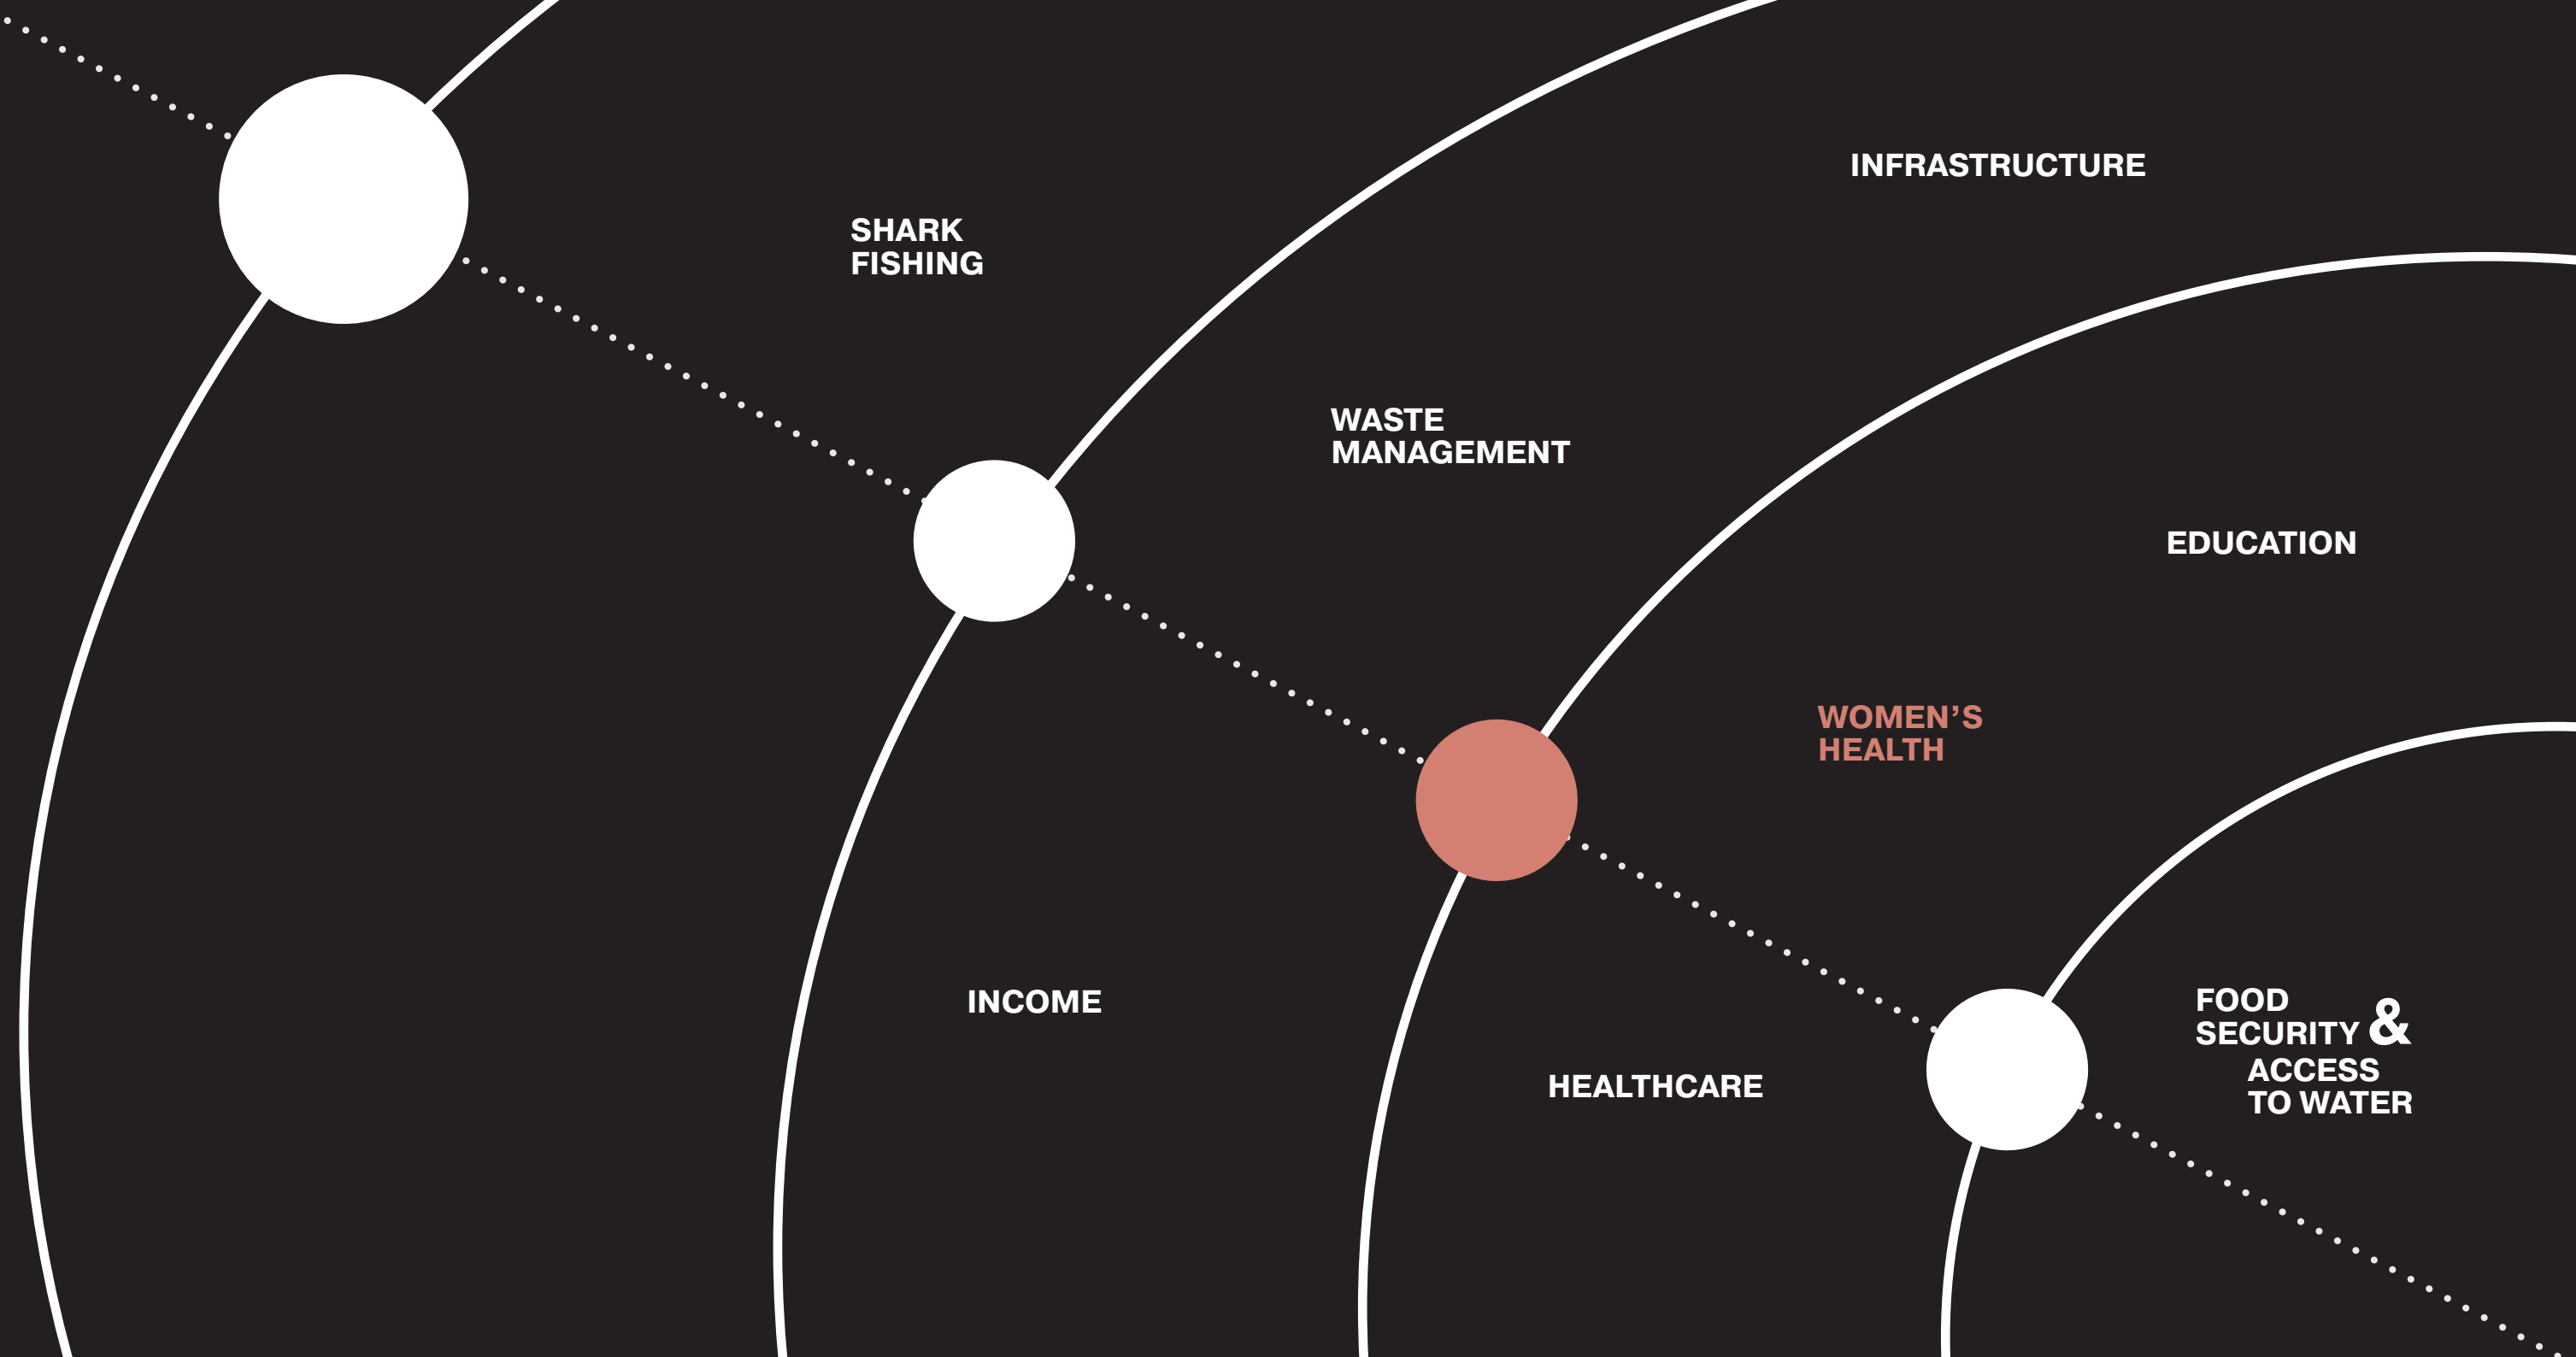 INFRASTRUCTURE
SHARK
FISHING
WASTE
MANAGEMENT
EDUCATION
WOMEN’S
HEALTH
INCOME
HEALTHCARE
FOOD
SECURITY &
ACCESS
TO WATER